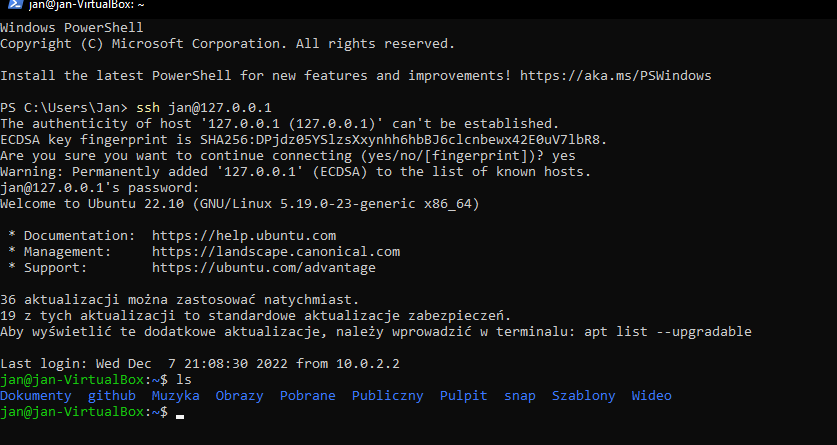 jan@jan-VirtualBox: ~
Windows PowerShell
Copyright (C) Microsoft Corporation. All rights reserved.
Install the latest PowerShell for new features and improvements! https://aka.ms/PSWindows
PS C:\Users\Jan> ssh jan@127.0.0.1
The authenticity of host '127.0.0.1 (127.0.0.1)' can't be established.
ECDSA key fingerprint is SHA256:DPjdz05YSlzsXxynhh6hbBJ6clcnbewx42E0uV7lbR8.
Are you sure you want to continue connecting (yes/no/[fingerprint])? yes
Warning: Permanently added '127.0.0.1' (ECDSA) to the list of known hosts.
jan@127.0.0.1's password:
Welcome to Ubuntu 22.10 (GNU/Linux 5.19.0-23-generic x86_64)
* Documentation:  https://help.ubuntu.com
* Management:     https://landscape.canonical.com
* Support:        https://ubuntu.com/advantage
36 aktualizacji można zastosować natychmiast.
19 z tych aktualizacji to standardowe aktualizacje zabezpieczeń.
Aby wyświetlić te dodatkowe aktualizacje, należy wprowadzić w terminalu: apt list --upgradable
Last login: Wed Dec  7 21:08:30 2022 from 10.0.2.2
jan@jan-VirtualBox:~$ ls
Dokumenty  github  Muzyka  Obrazy  Pobrane  Publiczny  Pulpit  snap  Szablony  Wideo
jan@jan-VirtualBox:~$